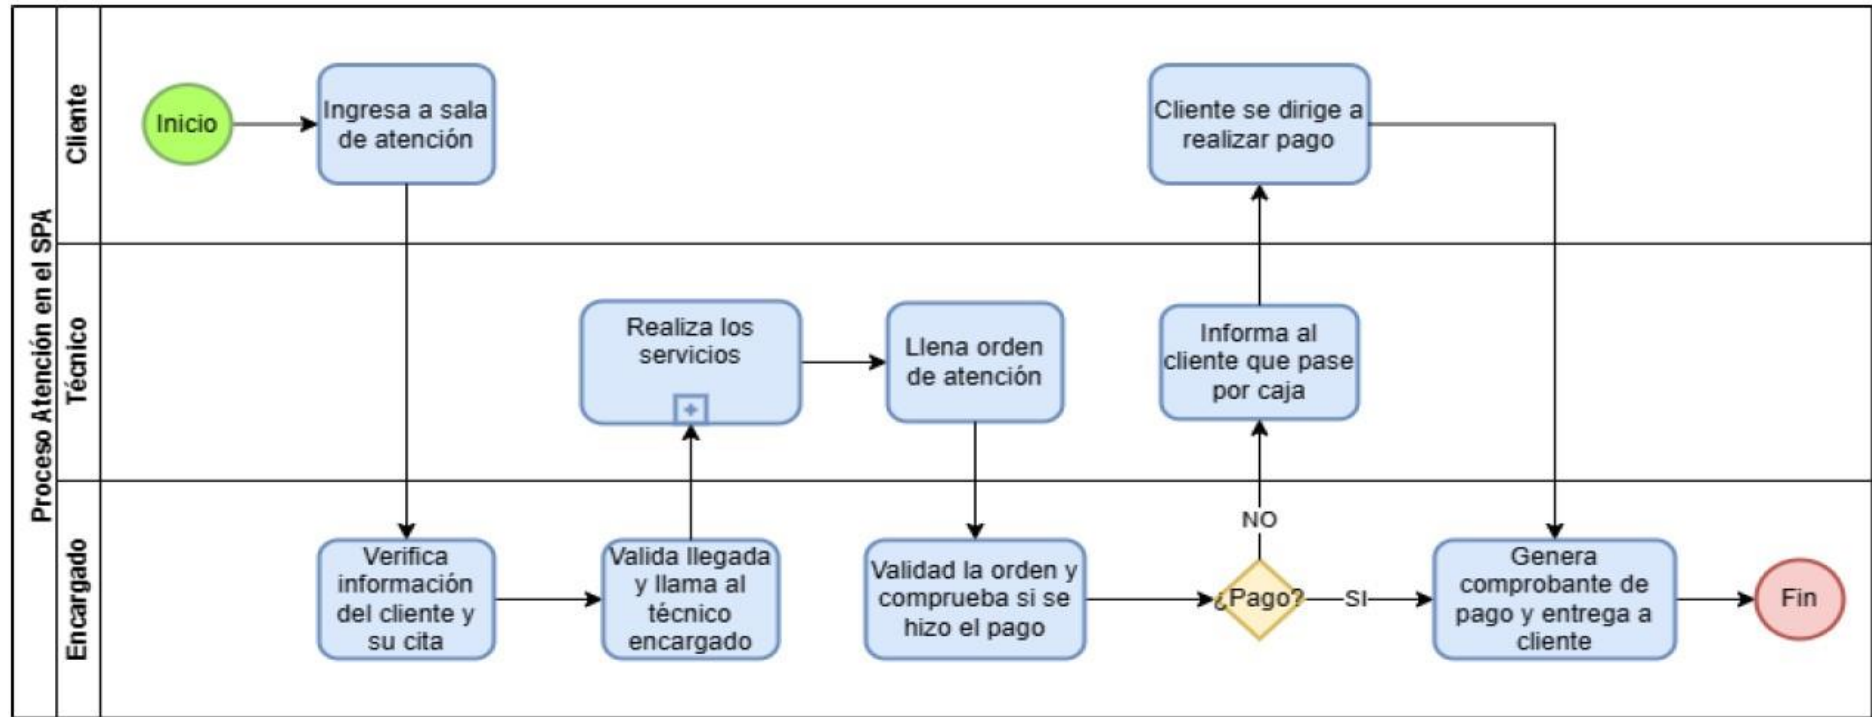 Proceso Atención en el SPA
Cliente
Inicio
Ingresa a sala
de atención
Cliente se dirige a
realizar pago
Técnico
Realiza los
servicios
Llena orden
de atención
Informa al
cliente que pase
por caja
Encargado
Verifica
información
del cliente y
su cita
Valida llegada
y llama al
técnico
encargado
Validad la orden y
comprueba si se
hizo el pago
¿Pago?
NO
SI
Genera
comprobante de
pago y entrega a
cliente
Fin